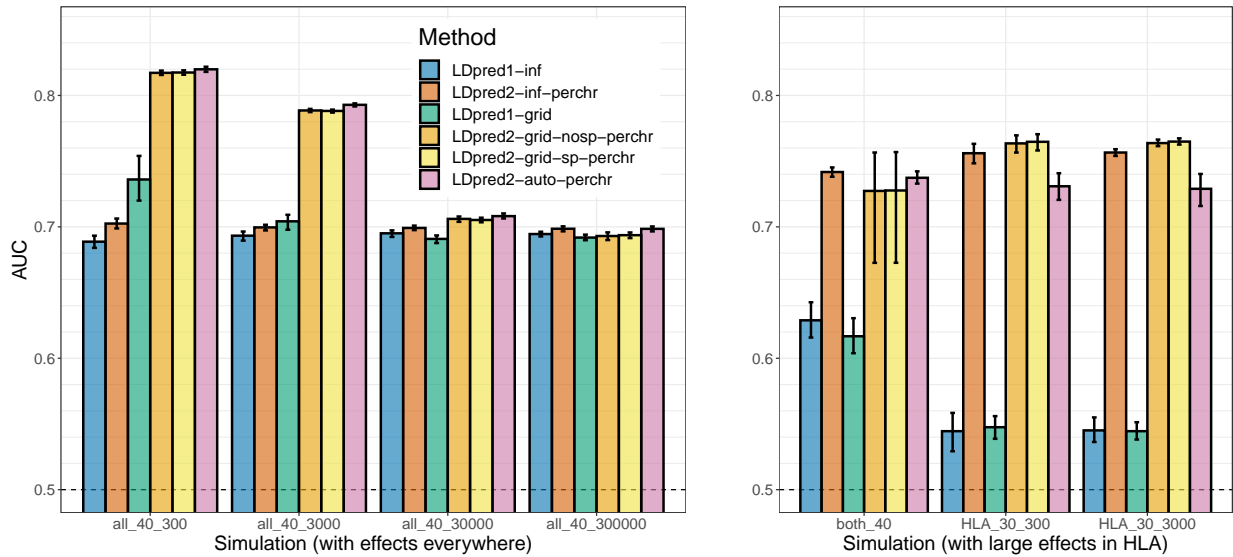 Method
LDpred1-inf
LDpred2-inf-perchr
LDpred1-grid
LDpred2-grid-nosp-perchr
LDpred2-grid-sp-perchr
LDpred2-auto-perchr
AUC
0.8
0.7
0.6
0.5
all_40_300 all_40_3000 all_40_30000 all_40_300000
Simulation (with effects everywhere)
0.8
0.7
0.6
0.5
both_40 HLA_30_300 HLA_30_3000
Simulation (with large effects in HLA)